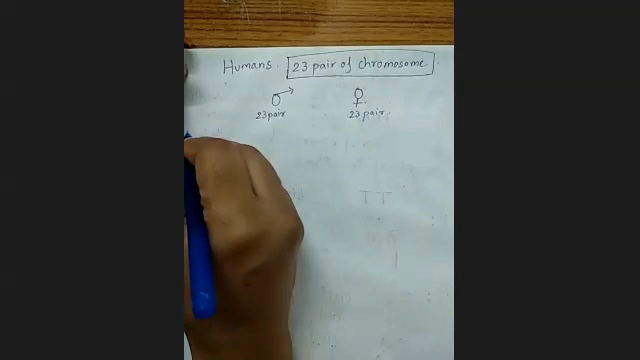 Humans. 23 pair of chromosome
♂ ♀
23 pair 23 pair.